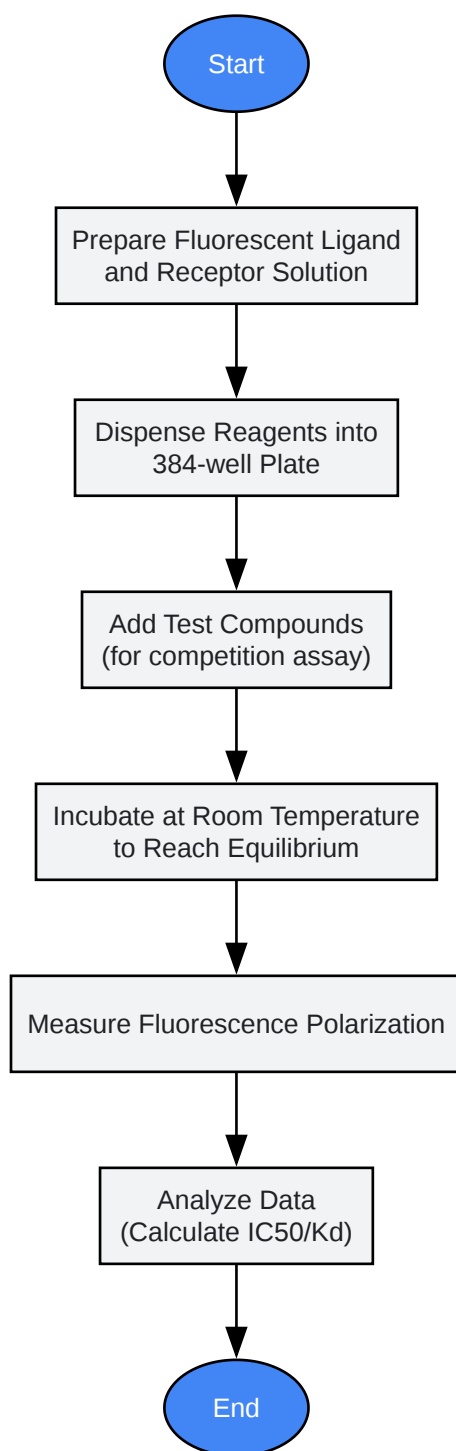 Start
Prepare Fluorescent Ligand
and Receptor Solution
Dispense Reagents into
384-well Plate
Add Test Compounds
(for competition assay)
Incubate at Room Temperature
to Reach Equilibrium
Measure Fluorescence Polarization
Analyze Data
(Calculate IC50/Kd)
End